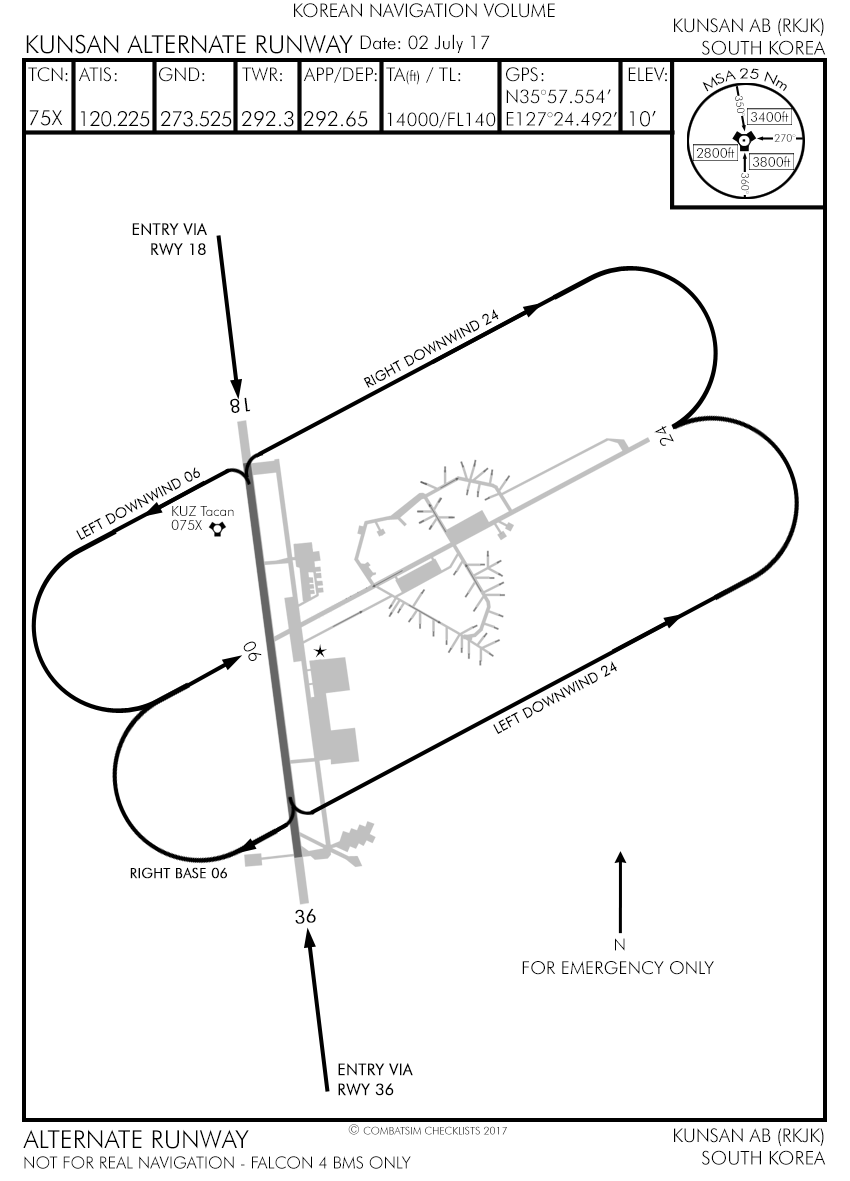 KOREAN NAVIGATION VOLUME
KUNSAN ALTERNATE RUNWAY Date: 02 July 17
KUNSAN AB (RKJK)
SOUTH KOREA
TCN: ATIS: GND: TWR: APP/DEP: TA(ft) / TL: GPS: ELEV:
N35°57.554′
75X 120.225 273.525 292.3 292.65 14000/FL140 E127°24.492′ 10′
MSA 25 Nm
350°
3400ft
270°
2800ft
3800ft
360°
ENTRY VIA
RWY 18
18
RIGHT DOWNWIND 24
24
LEFT DOWNWIND 06
KUZ Tacan
075X
06
LEFT DOWNWIND 24
RIGHT BASE 06
36
N
FOR EMERGENCY ONLY
ENTRY VIA
RWY 36
© COMBATSIM CHECKLISTS 2017
ALTERNATE RUNWAY
NOT FOR REAL NAVIGATION - FALCON 4 BMS ONLY
KUNSAN AB (RKJK)
SOUTH KOREA